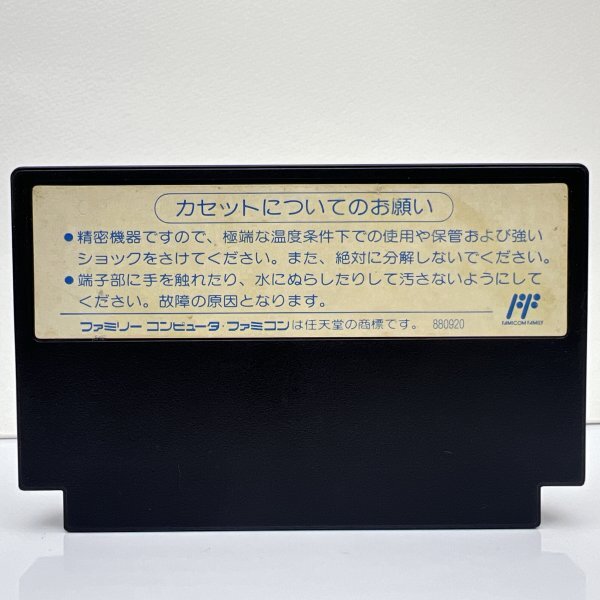 カセットについてのお願い
●精密機器ですので、極端な温度条件下での使用や保管および強い
ショックをさけてください。また、絶対に分解しないでください。
●端子部に手を触れたり、水にぬらしたりして汚さないようにして
ください。故障の原因となります。
ファミリー コンピュータ・ファミコンは任天堂の商標です。 880920
FF
FAMICOM FAMILY